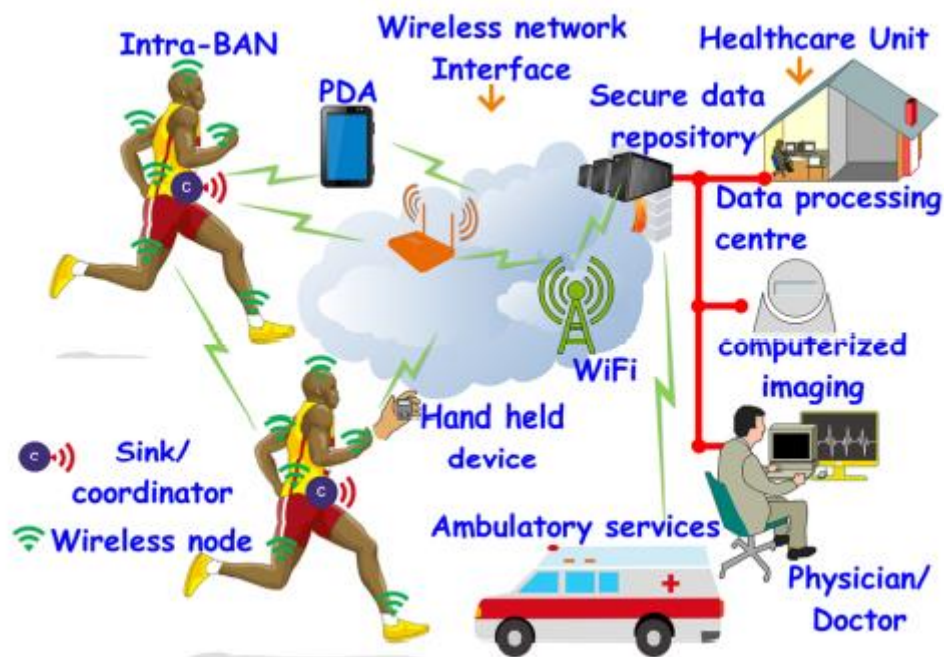 Intra-BAN
Wireless network
Interface
Healthcare Unit
PDA
Secure data
repository
Data processing
centre
C
WiFi
computerized
imaging
Hand held
device
C
C
Sink/
coordinator
Wireless node
Ambulatory services
Physician/
Doctor